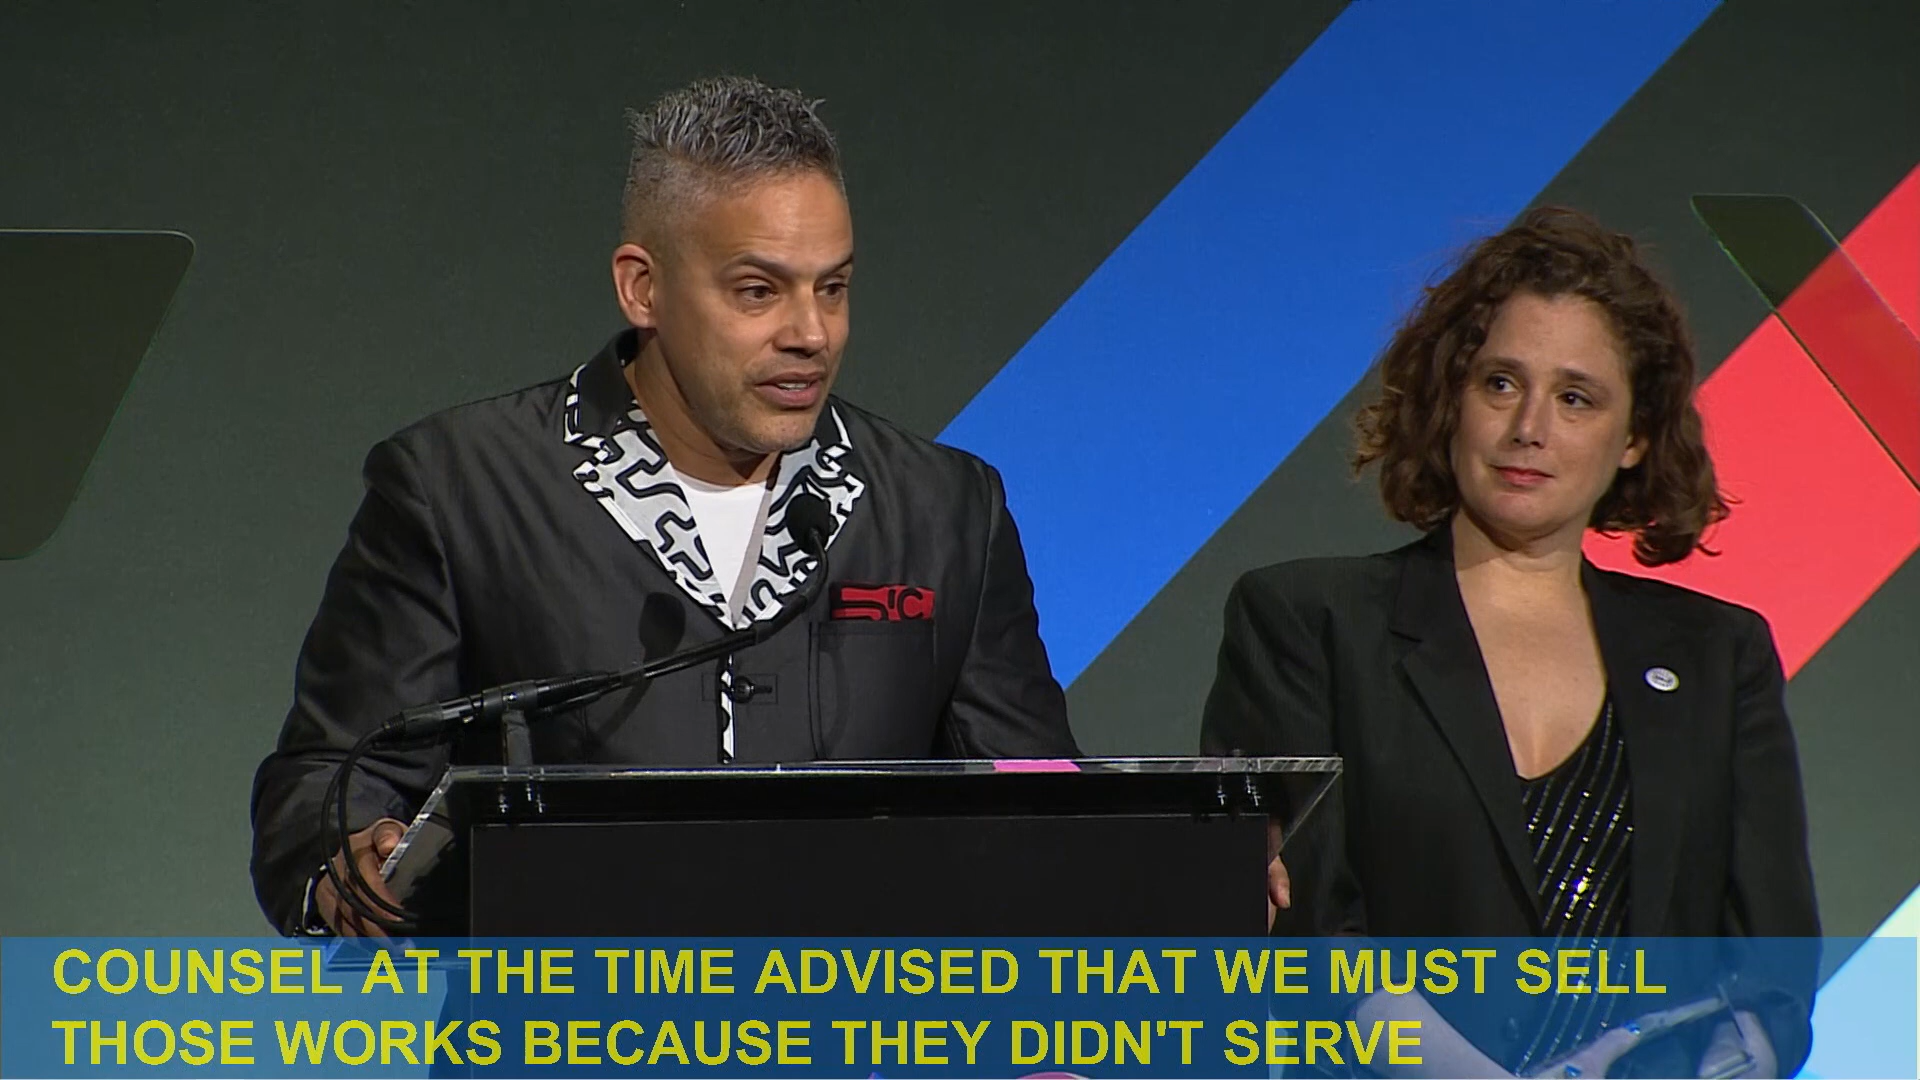 COUNSEL AT THE TIME ADVISED THAT WE MUST SELL
THOSE WORKS BECAUSE THEY DIDN'T SERVE